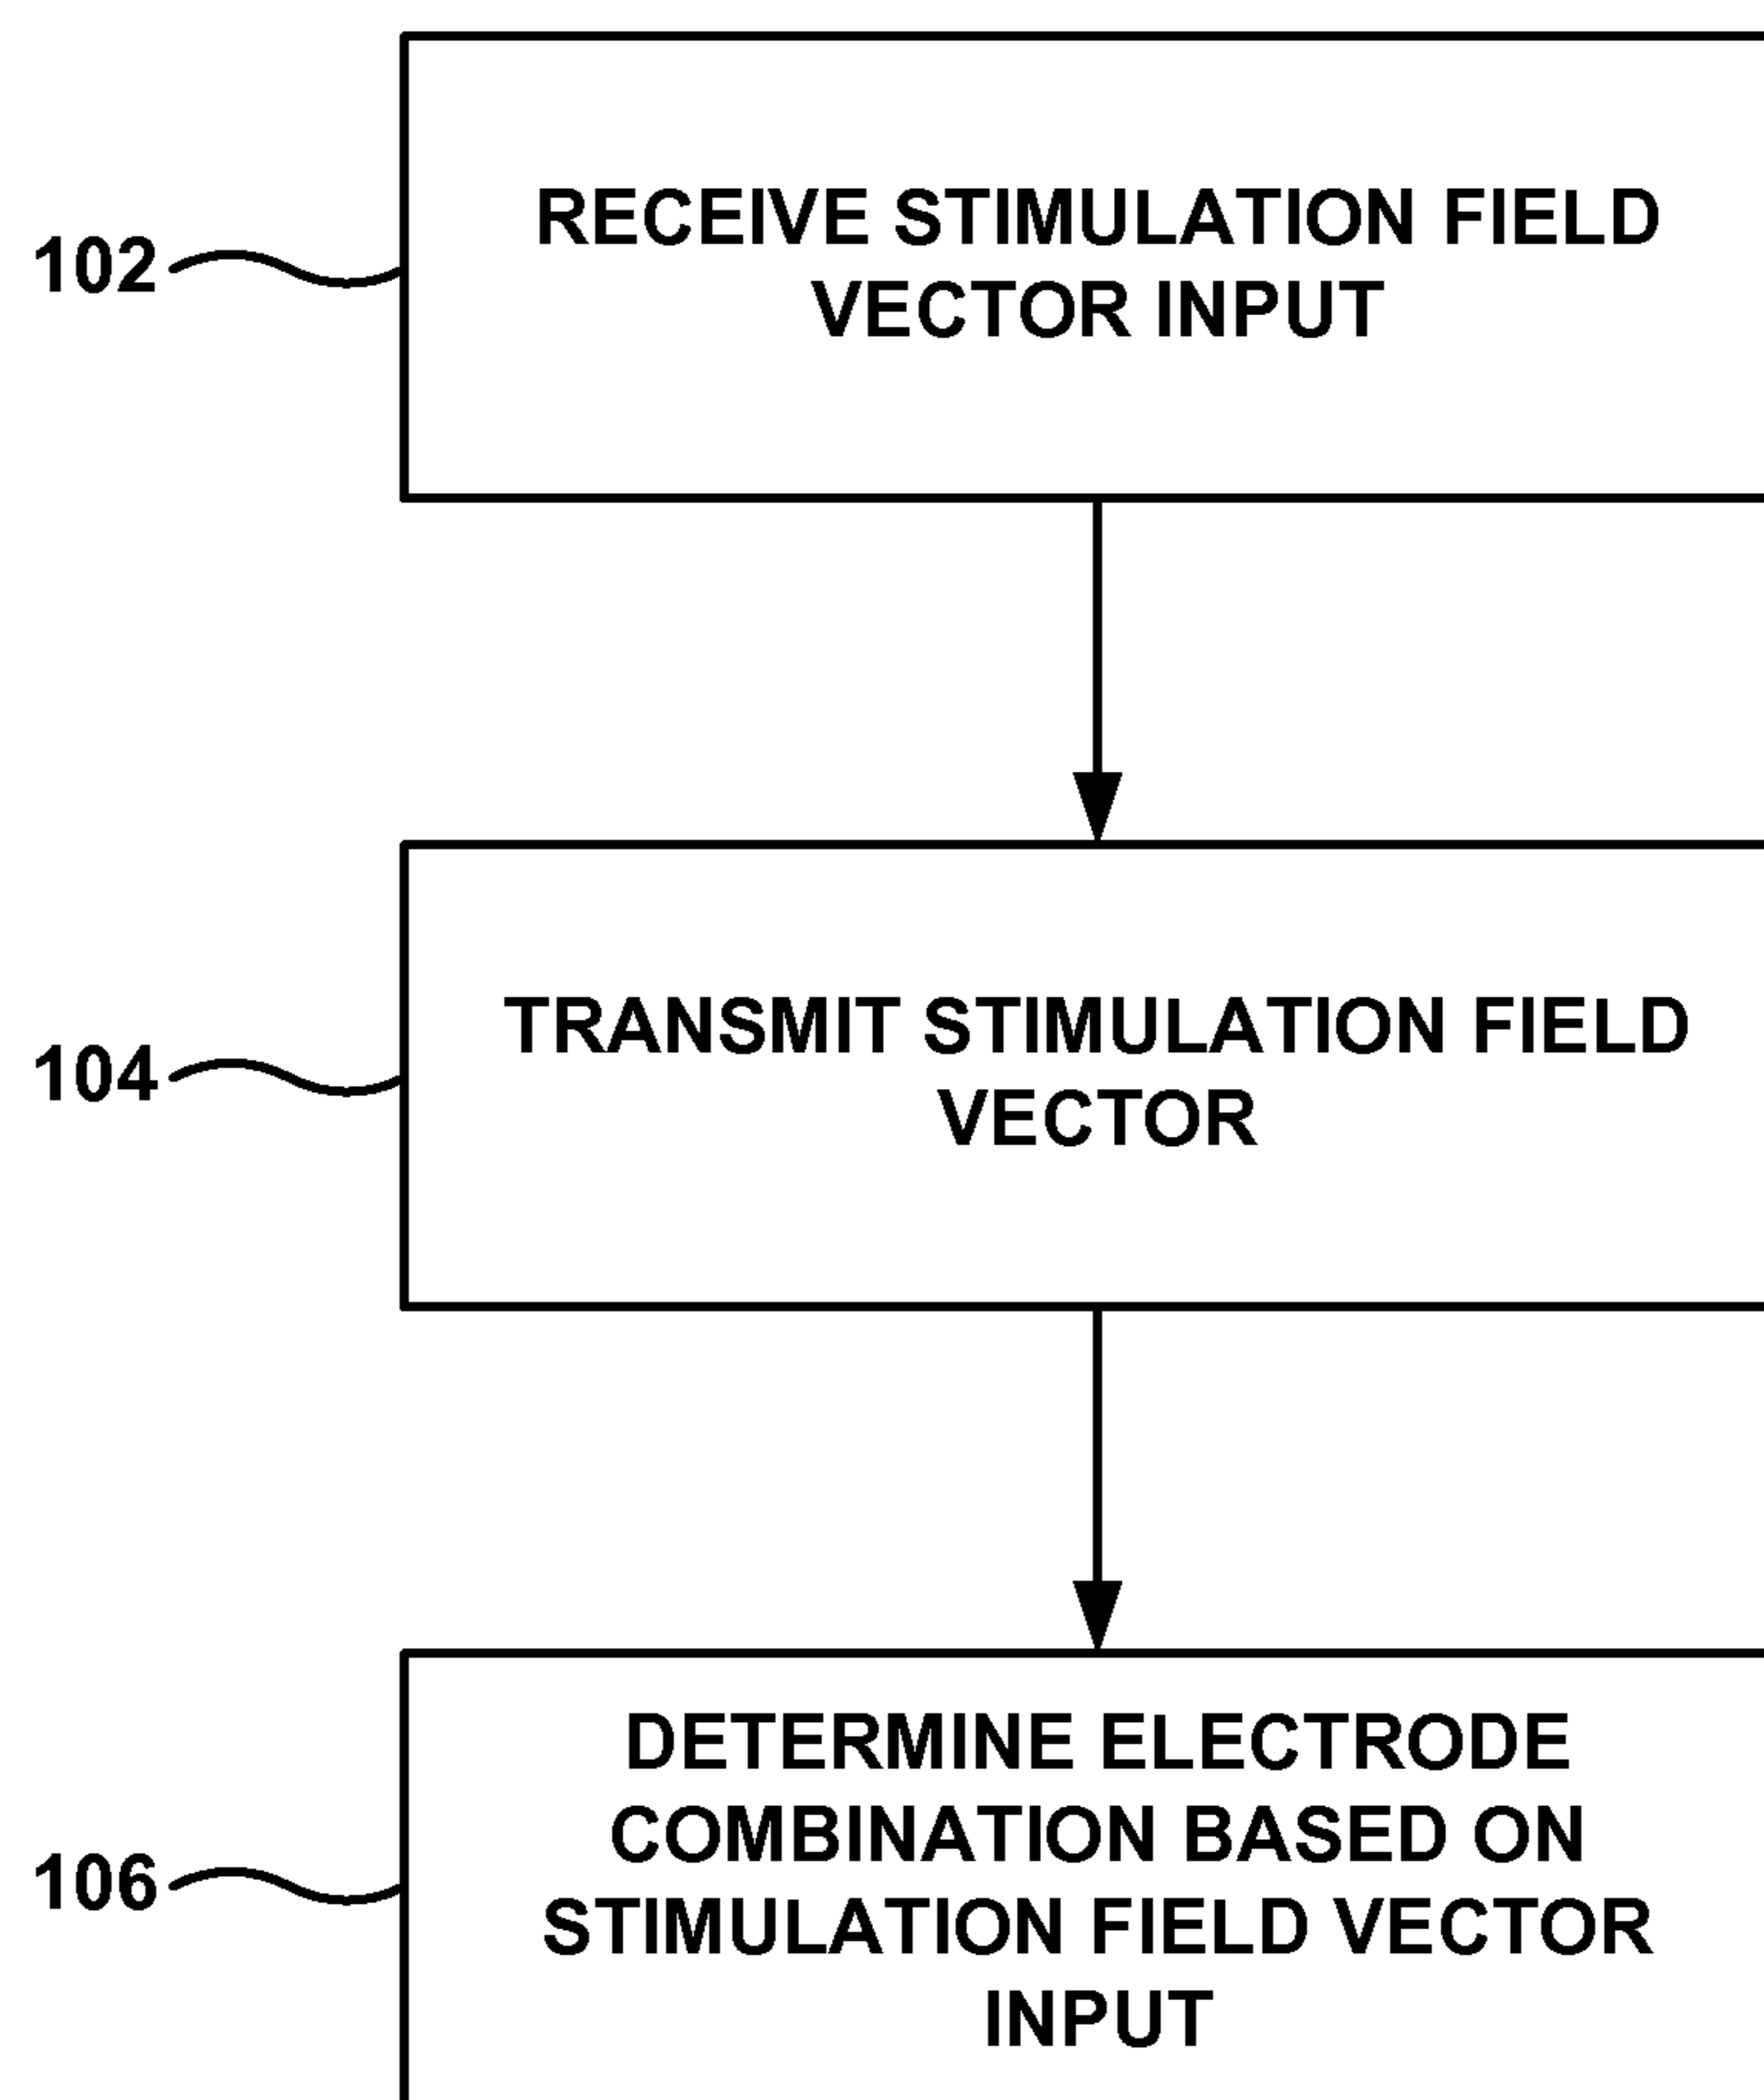 RECEIVE STIMULATION FIELD
VECTOR INPUT
102
TRANSMIT STIMULATION FIELD
VECTOR
104
DETERMINE ELECTRODE
COMBINATION BASED ON
STIMULATION FIELD VECTOR
INPUT
106